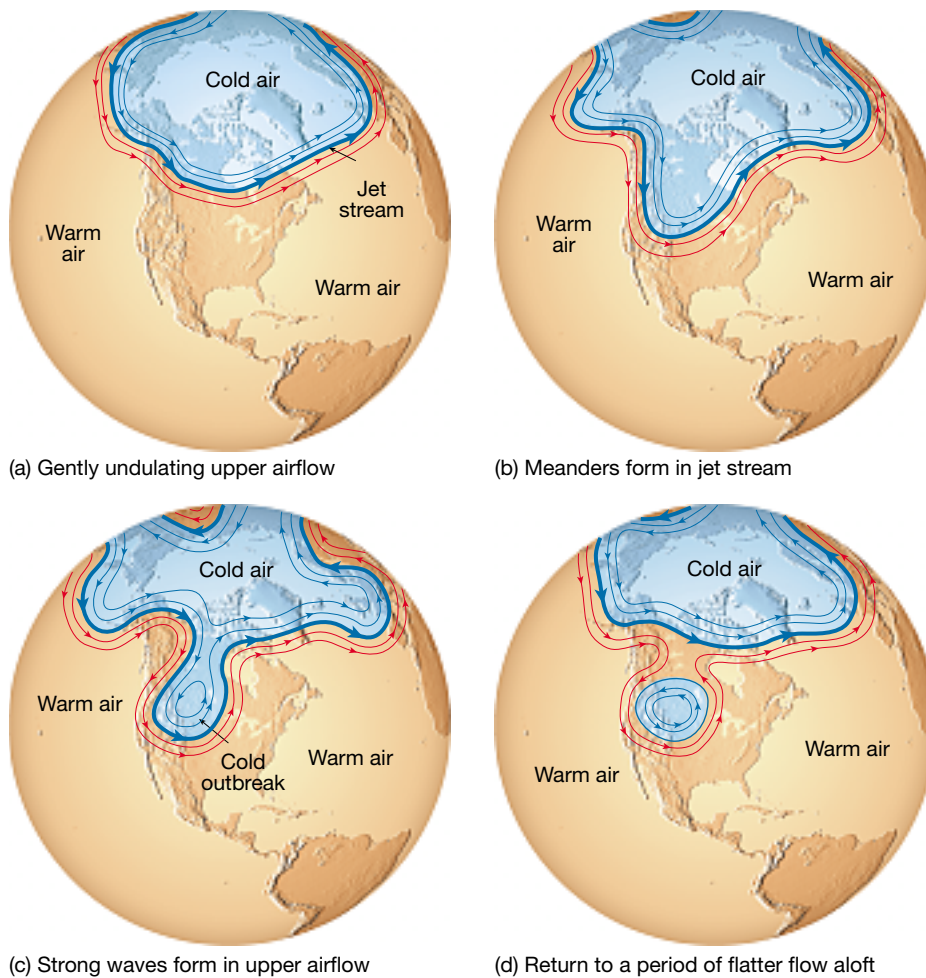 Cold air
Jet
stream
Warm
air
Warm air
(a) Gently undulating upper airflow
Cold air
Warm
air
Warm air
(b) Meanders form in jet stream
Cold air
Warm air
Warm air
Cold
outbreak
(c) Strong waves form in upper airflow
Cold air
Warm air
Warm air
(d) Return to a period of flatter flow aloft